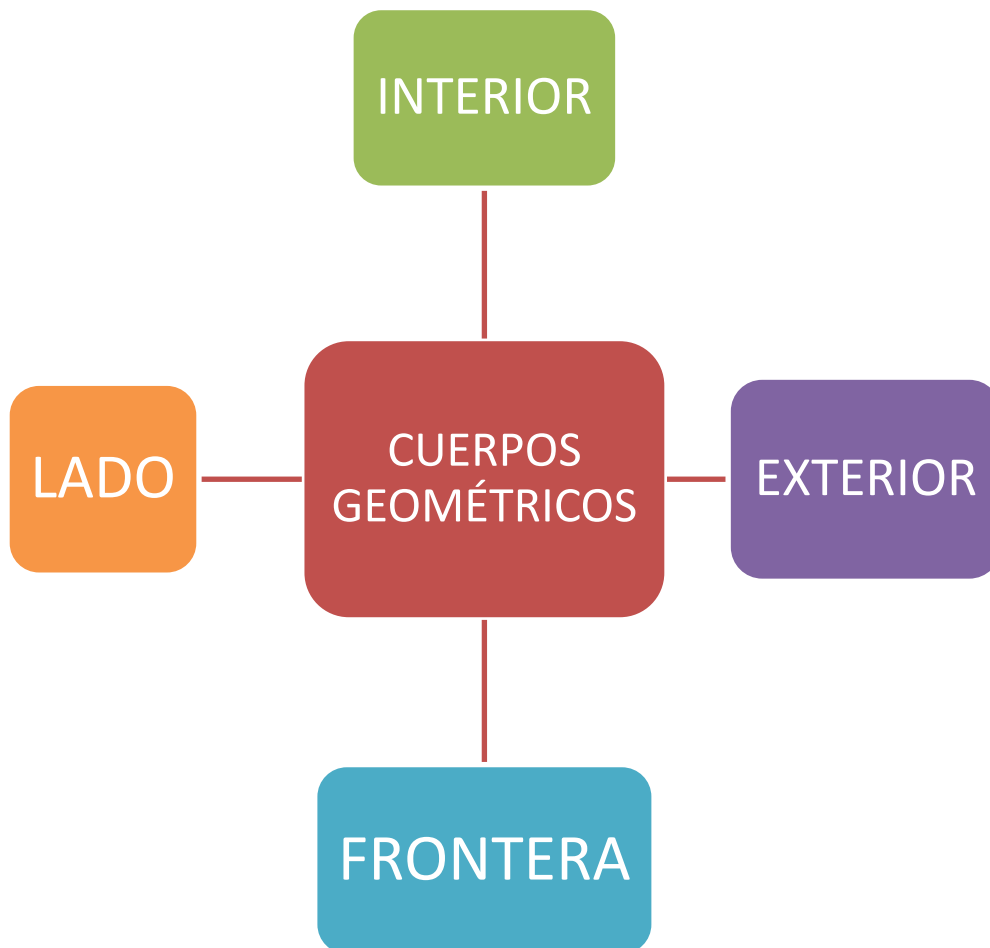 INTERIOR
LADO
CUERPOS
GEOMÉTRICOS
EXTERIOR
FRONTERA